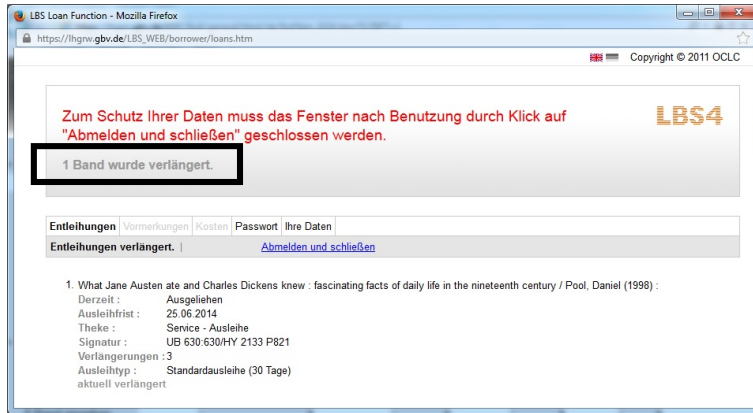 LBS Loan Function - Mozilla Firefox
https://lhgrw.gbv.de/LBS_WEB/borrower/loans.htm
Copyright © 2011 OCLC
Zum Schutz Ihrer Daten muss das Fenster nach Benutzung durch Klick auf
"Abmelden und schließen" geschlossen werden.
LBS4
1 Band wurde verlängert.
Entleihungen Vormerkungen Kosten Passwort Ihre Daten
Entleihungen verlängert. | Abmelden und schließen
1. What Jane Austen ate and Charles Dickens knew : fascinating facts of daily life in the nineteenth century / Pool, Daniel (1998) :
Derzeit : Ausgeliehen
Ausleihfrist : 25.06.2014
Theke : Service - Ausleihe
Signatur : UB 630:630/HY 2133 P821
Verlängerungen : 3
Ausleihtyp : Standardausleihe (30 Tage)
aktuell verlängert